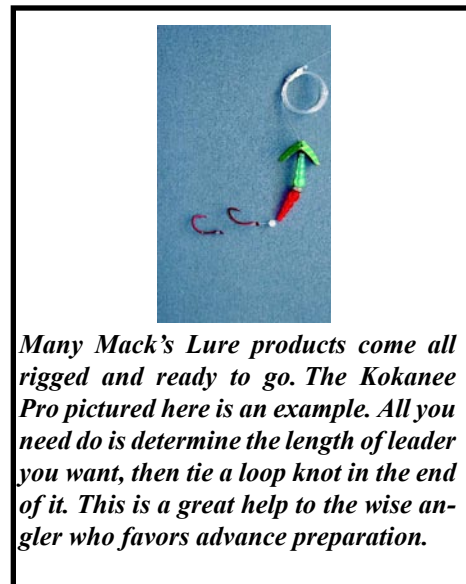 Many Mack’s Lure products come all
rigged and ready to go. The Kokanee
Pro pictured here is an example. All you
need do is determine the length of leader
you want, then tie a loop knot in the end
of it. This is a great help to the wise an-
gler who favors advance preparation.